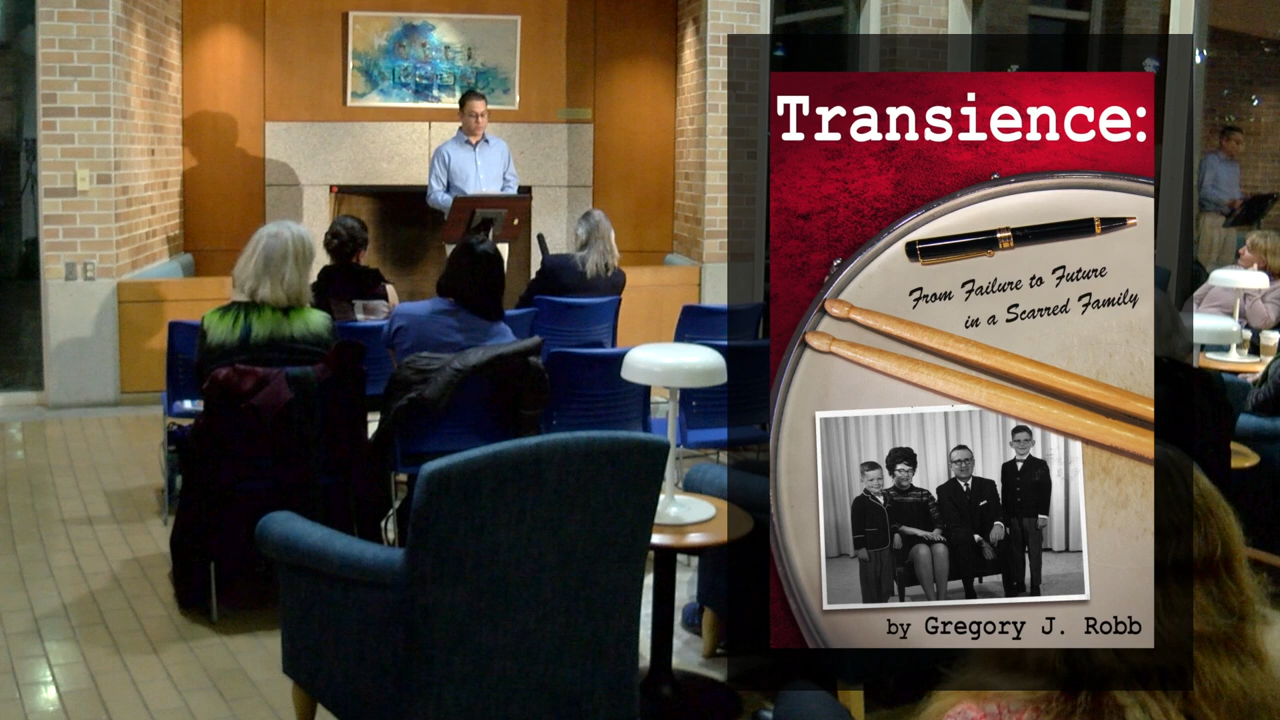 Transience:
From Failure to Future
in a Scarred Family
by Gregory J. Robb